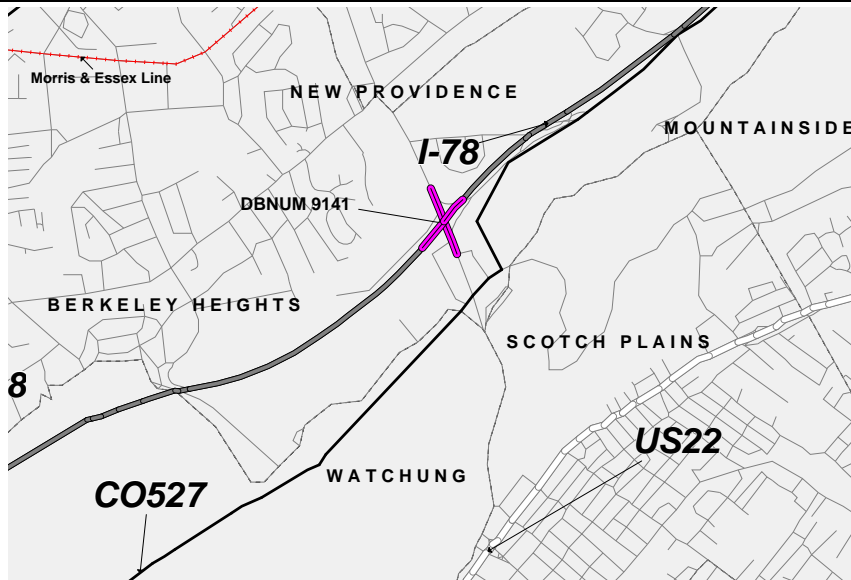 Morris & Essex Line
NEW PROVIDENCE
MOUNTAINSIDE
I-78
DBNUM 9141
BERKELEY HEIGHTS
SCOTCH PLAINS
8
US22
WATCHUNG
CO527